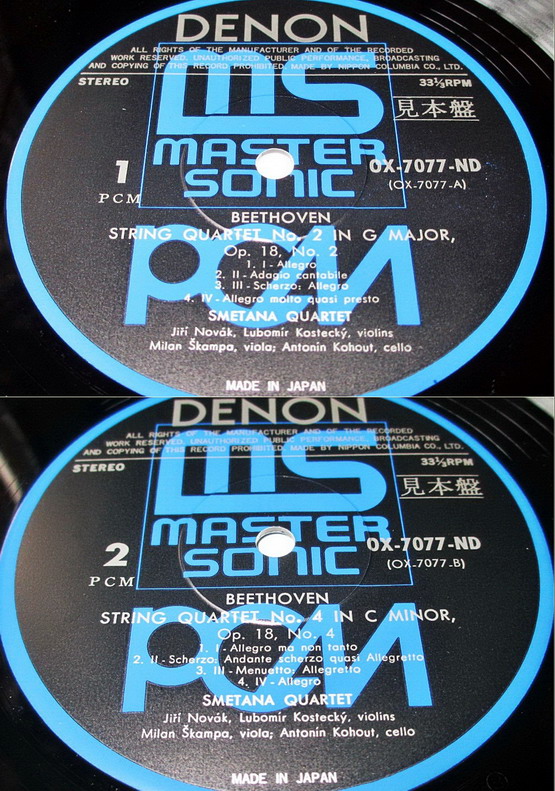 DENON
ALL RIGHTS OF THE MANUFACTURER AND OF THE RECORDED
WORK RESERVED. UNAUTHORIZED PUBLIC PERFORMANCE, BROADCASTING
AND COPYING OF THIS RECORD PROHIBITED. MADE BY NIPPON COLUMBIA CO., LTD.
STEREO
33⅓RPM
ms
見本盤
MASTER
SONIC
1
PCM
OX-7077-ND
(OX-7077-A)
PCM
BEETHOVEN
STRING QUARTET No. 2 IN G MAJOR,
Op. 18, No. 2
1. I-Allegro
2. II-Adagio cantabile
3. III-Scherzo: Allegro
4. IV-Allegro molto quasi presto
SMETANA QUARTET
Jiří Novák, Lubomír Kostecký, violins
Milan Škampa, viola; Antonín Kohout, cello
MADE IN JAPAN
DENON
ALL RIGHTS OF THE MANUFACTURER AND OF THE RECORDED
WORK RESERVED. UNAUTHORIZED PUBLIC PERFORMANCE, BROADCASTING
AND COPYING OF THIS RECORD PROHIBITED. MADE BY NIPPON COLUMBIA CO., LTD.
STEREO
33⅓RPM
ms
見本盤
MASTER
SONIC
2
PCM
OX-7077-ND
(OX-7077-B)
PCM
BEETHOVEN
STRING QUARTET No. 4 IN C MINOR,
Op. 18, No. 4
1. I-Allegro ma non tanto
2. II-Scherzo: Andante scherzo quasi Allegretto
3. III-Menuetto: Allegretto
4. IV-Allegro
SMETANA QUARTET
Jiří Novák, Lubomír Kostecký, violins
Milan Škampa, viola; Antonín Kohout, cello
MADE IN JAPAN